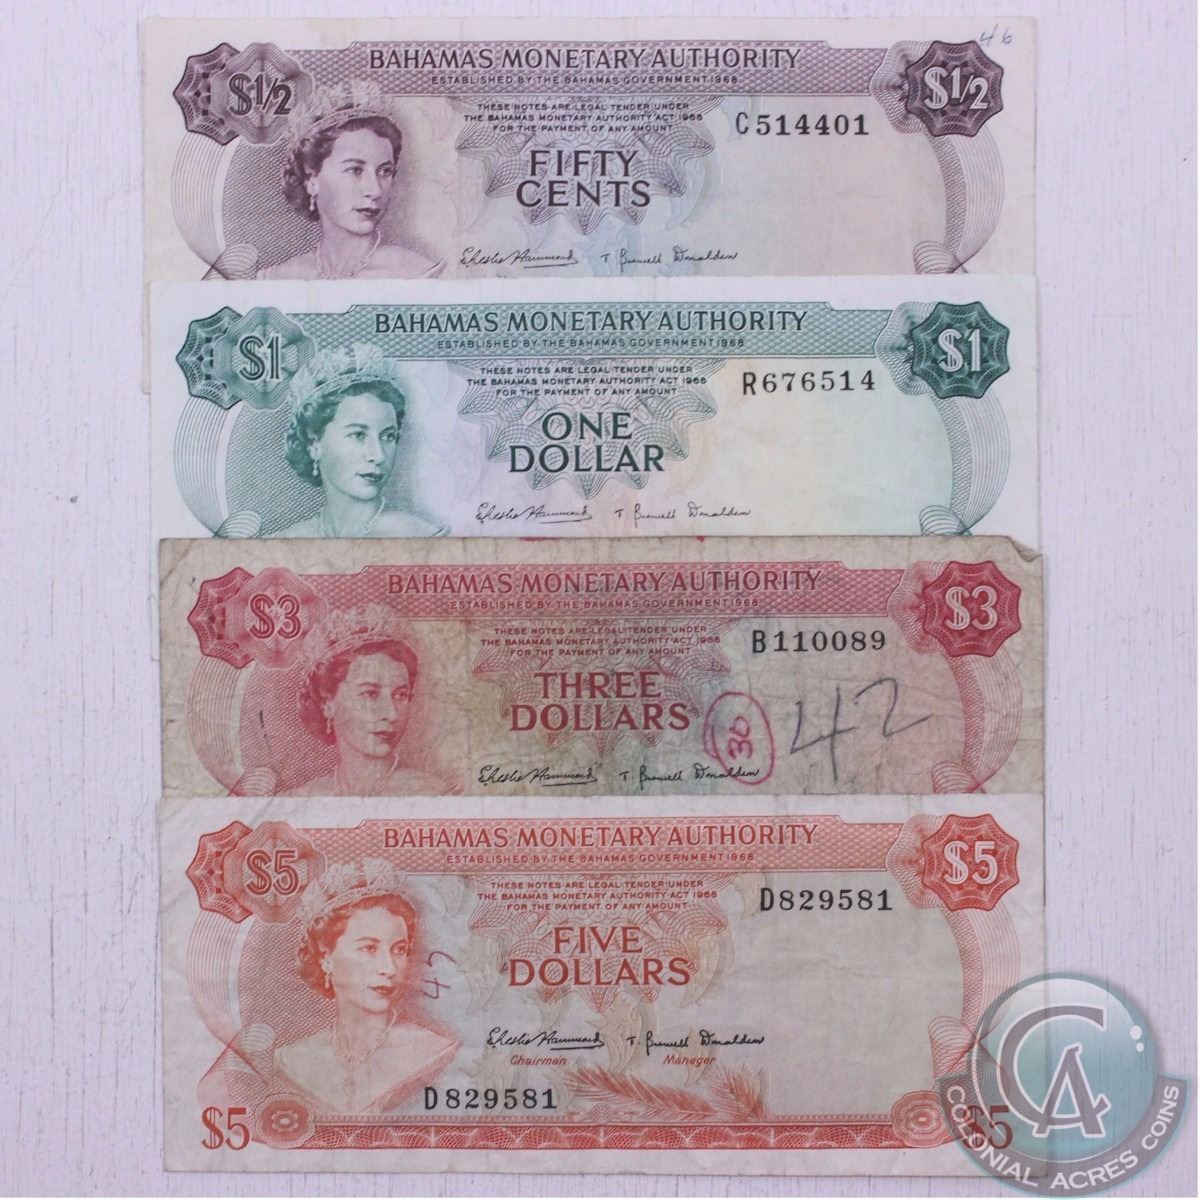 46
BAHAMAS MONETARY AUTHORITY
ESTABLISHED BY THE BAHAMAS GOVERNMENT 1968
$1/2 $1/2
THESE NOTES ARE LEGAL TENDER UNDER
THE BAHAMAS MONETARY AUTHORITY ACT 1968
FOR THE PAYMENT OF ANY AMOUNT
C514401
FIFTY
CENTS
BAHAMAS MONETARY AUTHORITY
ESTABLISHED BY THE BAHAMAS GOVERNMENT 1968
$1 $1
THESE NOTES ARE LEGAL TENDER UNDER
THE BAHAMAS MONETARY AUTHORITY ACT 1968
FOR THE PAYMENT OF ANY AMOUNT
R676514
ONE
DOLLAR
BAHAMAS MONETARY AUTHORITY
ESTABLISHED BY THE BAHAMAS GOVERNMENT 1968
$3 $3
THESE NOTES ARE LEGAL TENDER UNDER
THE BAHAMAS MONETARY AUTHORITY ACT 1968
FOR THE PAYMENT OF ANY AMOUNT
B110089
THREE
DOLLARS
30 42
BAHAMAS MONETARY AUTHORITY
ESTABLISHED BY THE BAHAMAS GOVERNMENT 1968
$5 $5
THESE NOTES ARE LEGAL TENDER UNDER
THE BAHAMAS MONETARY AUTHORITY ACT 1968
FOR THE PAYMENT OF ANY AMOUNT
D829581
FIVE
DOLLARS
Chairman Manager
D829581
$5 $5
CA
COLONIAL ACRES COINS